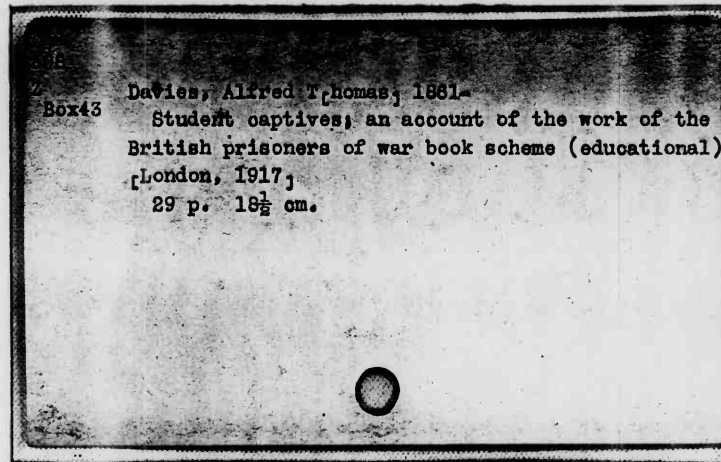 Z
Box43 Davies, Alfred T[homas] 1861-
Student captives; an account of the work of the
British prisoners of war book scheme (educational)
[London, 1917]
29 p. 18½ cm.